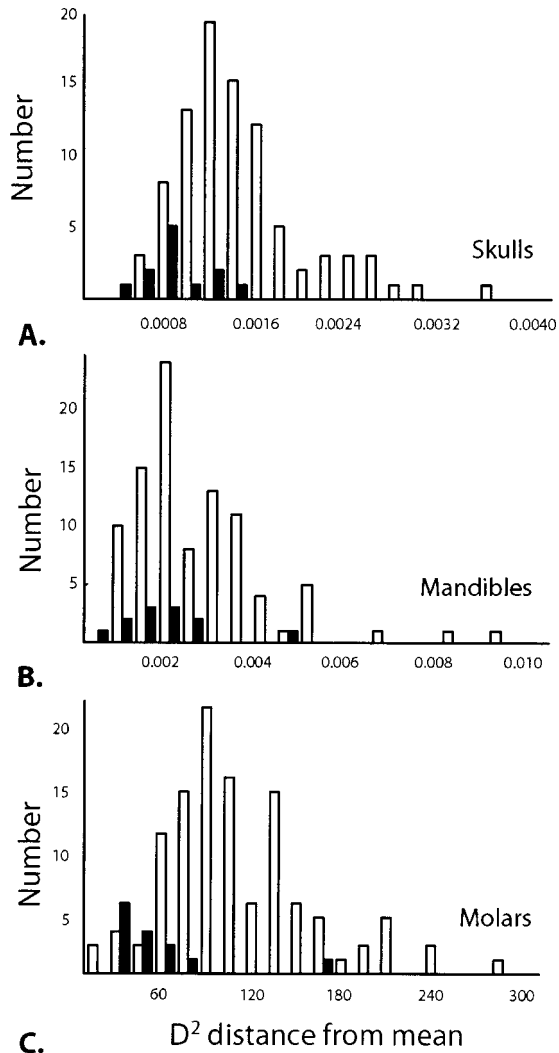 20
15
10
5
Number
Skulls
0.0008 0.0016 0.0024 0.0032 0.0040
A.
20
15
10
5
Number
Mandibles
0.002 0.004 0.006 0.008 0.010
B.
20
15
10
5
Number
Molars
60 120 180 240 300
D² distance from mean
C.